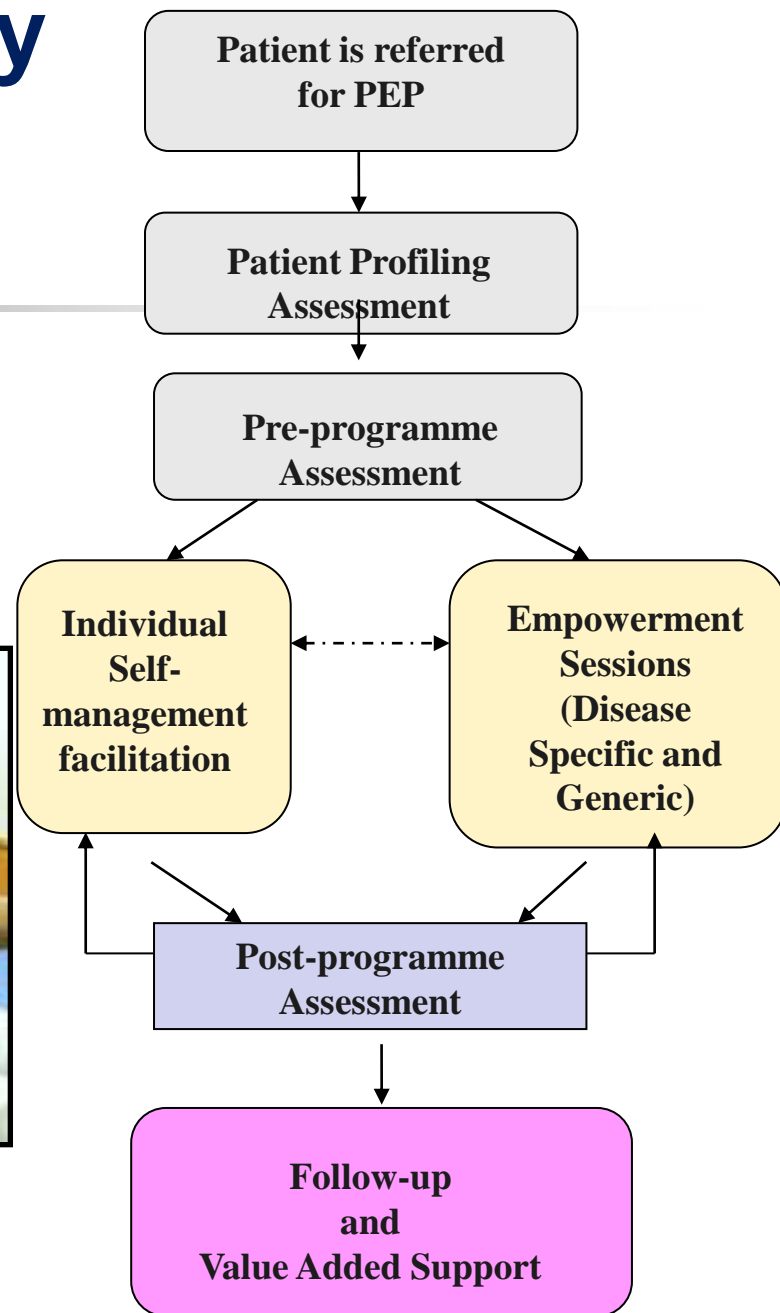 y
Patient is referred
for PEP
Patient Profiling
Assessment
Pre-programme
Assessment
Individual
Self-
management
facilitation
Empowerment
Sessions
(Disease
Specific and
Generic)
Post-programme
Assessment
Follow-up
and
Value Added Support